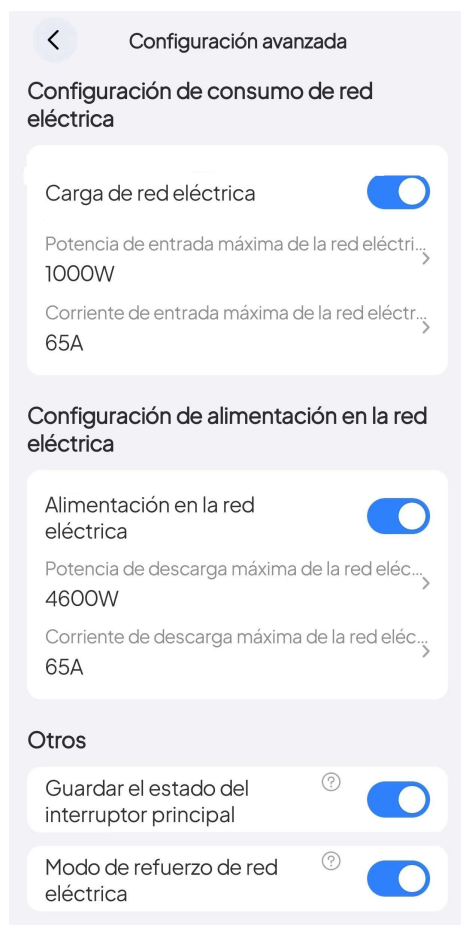 Configuración avanzada
Configuración de consumo de red
eléctrica
Carga de red eléctrica
Potencia de entrada máxima de la red eléctri...
1000W
Corriente de entrada máxima de la red eléctr...
65A
Configuración de alimentación en la red
eléctrica
Alimentación en la red
eléctrica
Potencia de descarga máxima de la red eléc...
4600W
Corriente de descarga máxima de la red eléc...
65A
Otros
Guardar el estado del
interruptor principal
Modo de refuerzo de red
eléctrica